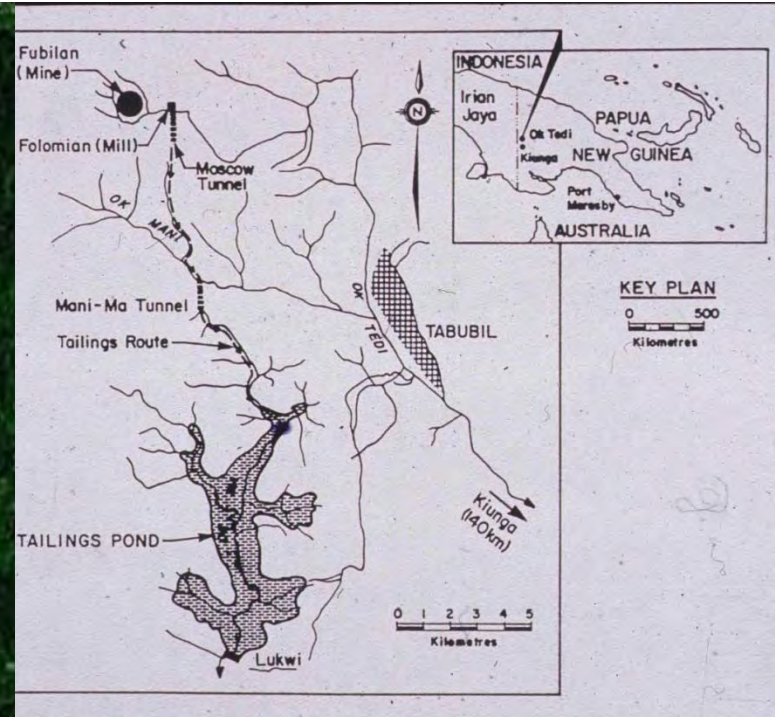 Fubilan
(Mine)
Folomian (Mill)
Moscow
Tunnel
OK
MANI
Mani-Ma Tunnel
Tailings Route
N
OK
TEDI
TABUBIL
Kiunga
(140km)
TAILINGS POND
Lukwi
0 1 2 3 4 5
Kilometres
INDONESIA
Irian
Jaya
PAPUA
NEW GUINEA
Ok Tedi
Kiunga
Port
Moresby
AUSTRALIA
KEY PLAN
0 500
Kilometres